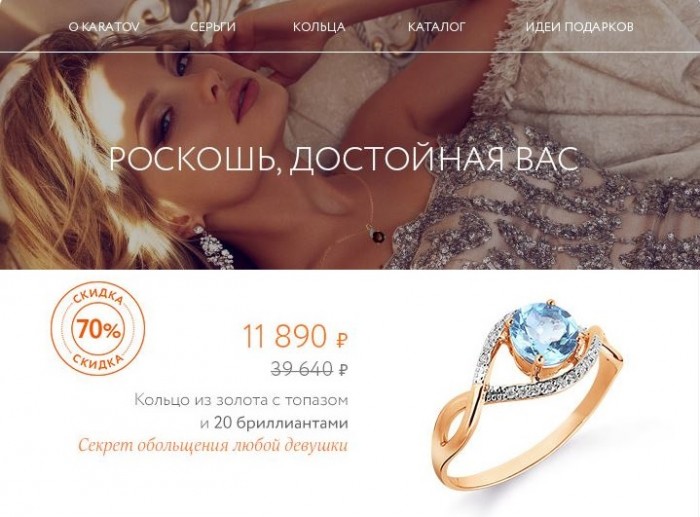 О KARATOV СЕРЬГИ КОЛЬЦА КАТАЛОГ ИДЕИ ПОДАРКОВ
РОСКОШЬ, ДОСТОЙНАЯ ВАС
СКИДКА
70%
СКИДКА
11 890 ₽
39 640 ₽
Кольцо из золота с топазом
и 20 бриллиантами
Секрет обольщения любой девушки